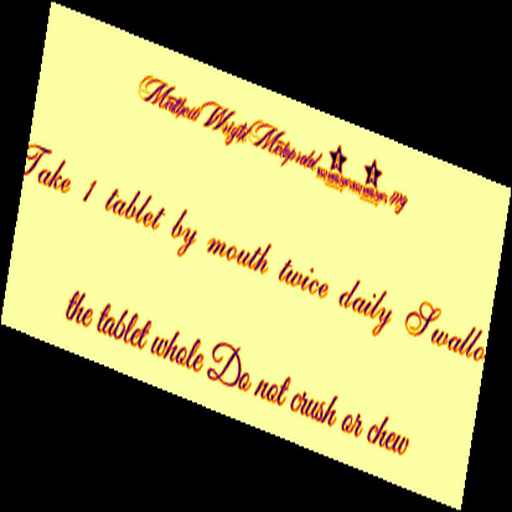 Matthew Wright Metoprolol mg
Take 1 tablet by mouth twice daily Swallo
the tablet whole Do not crush or chew